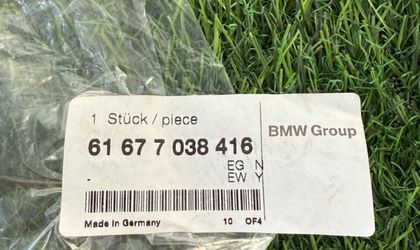 1 Stück / piece
BMW Group
61 67 7 038 416
EG N
- EW Y
Made in Germany 10 OF4